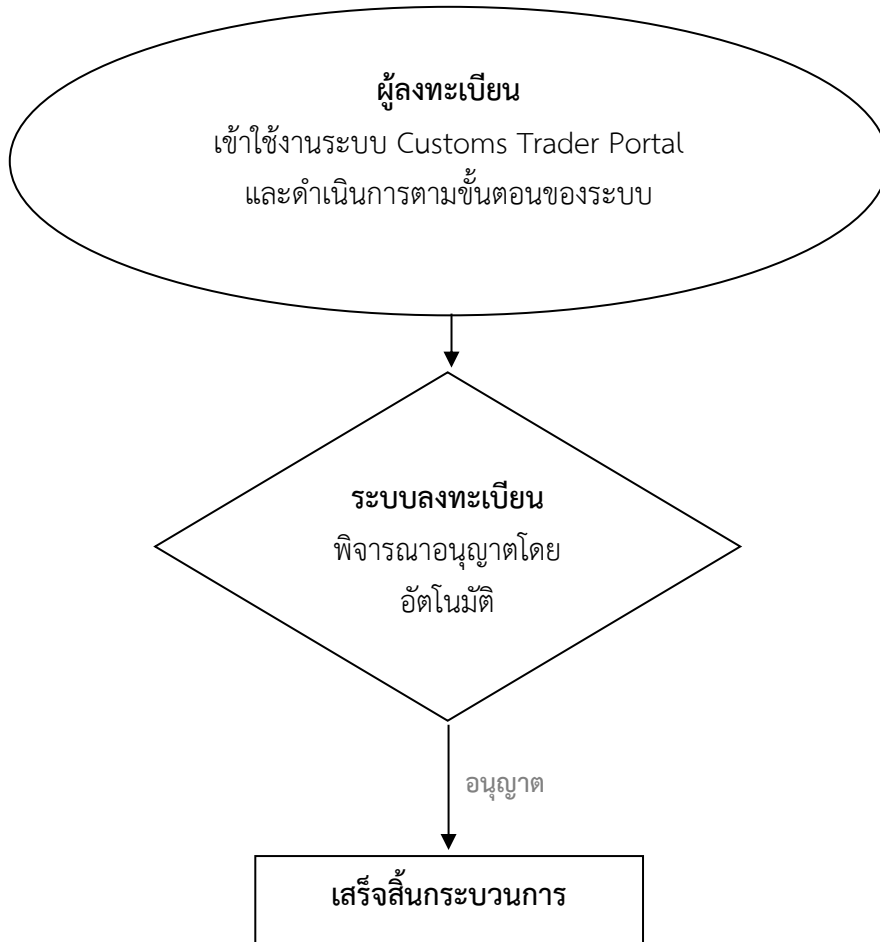 ผู้ลงทะเบียน
เข้าใช้งานระบบ Customs Trader Portal
และดำเนินการตามขั้นตอนของระบบ
ระบบลงทะเบียน
พิจารณาอนุญาตโดย
อัตโนมัติ
อนุญาต
เสร็จสิ้นกระบวนการ